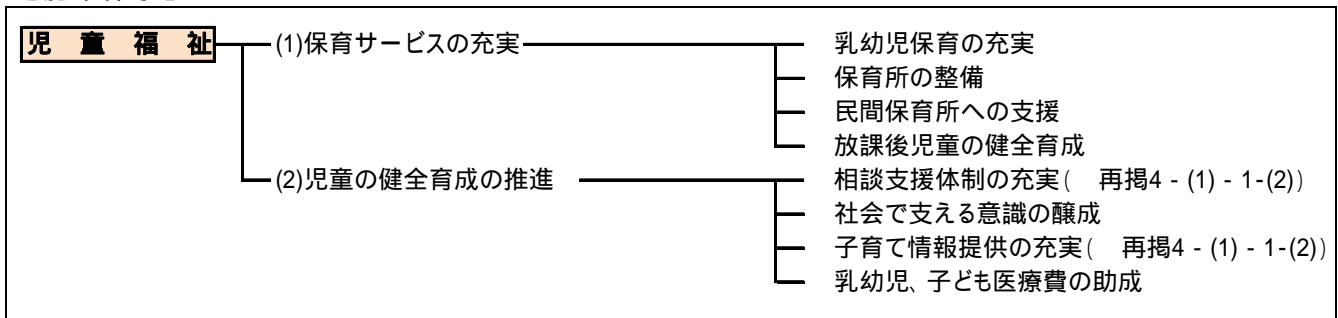 児 童 福 祉 (1)保育サービスの充実 乳幼児保育の充実
保育所の整備
民間保育所への支援
放課後児童の健全育成
(2)児童の健全育成の推進 相談支援体制の充実( 再掲4 - (1) - 1-(2))
社会で支える意識の醸成
子育て情報提供の充実( 再掲4 - (1) - 1-(2))
乳幼児、子ども医療費の助成